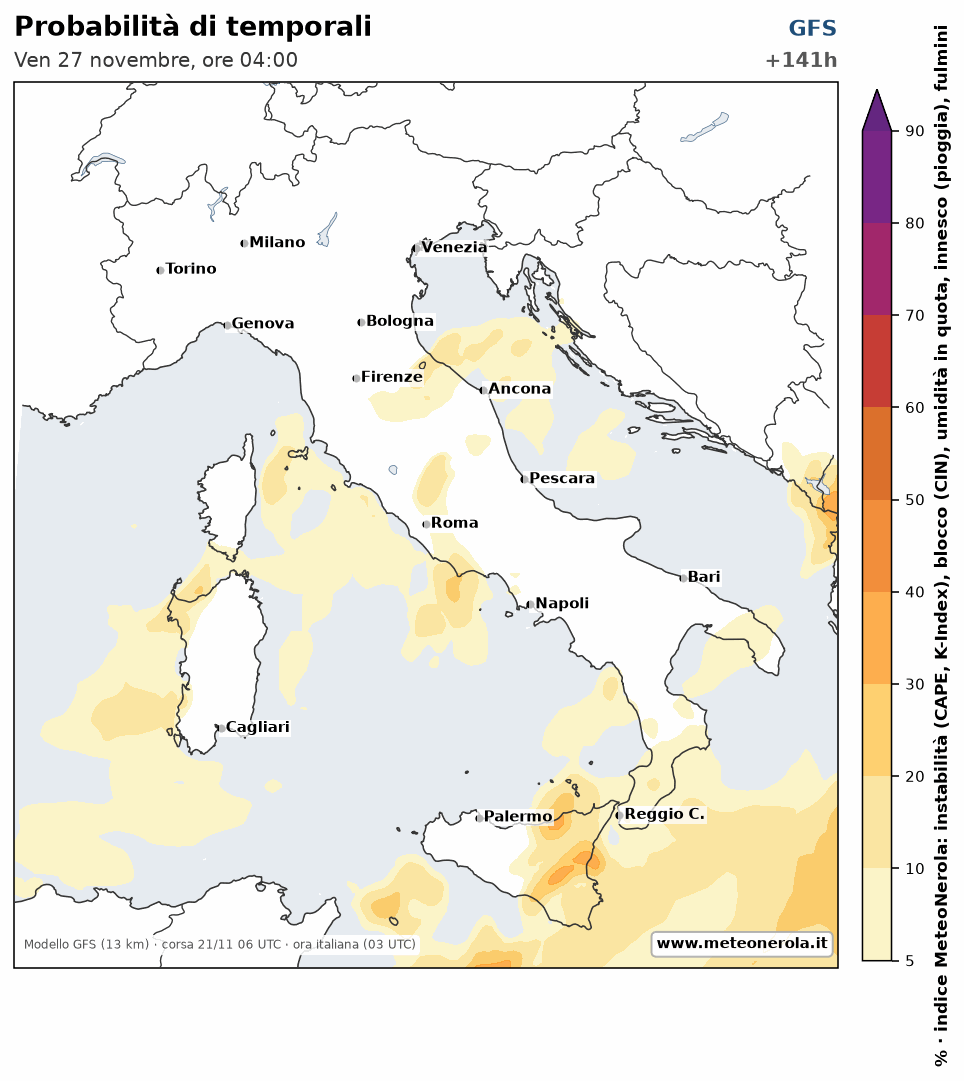 Probabilità di temporali
GFS
Ven 27 novembre, ore 04:00
+141h
Milano
Venezia
Torino
Genova
Bologna
Firenze
Ancona
Pescara
Roma
Bari
Napoli
Cagliari
Palermo
Reggio C.
Modello GFS (13 km) · corsa 21/11 06 UTC · ora italiana (03 UTC)
www.meteonerola.it
90
80
70
60
50
40
30
20
10
5
% · indice MeteoNerola: instabilità (CAPE, K-Index), blocco (CIN), umidità in quota, innesco (pioggia), fulmini